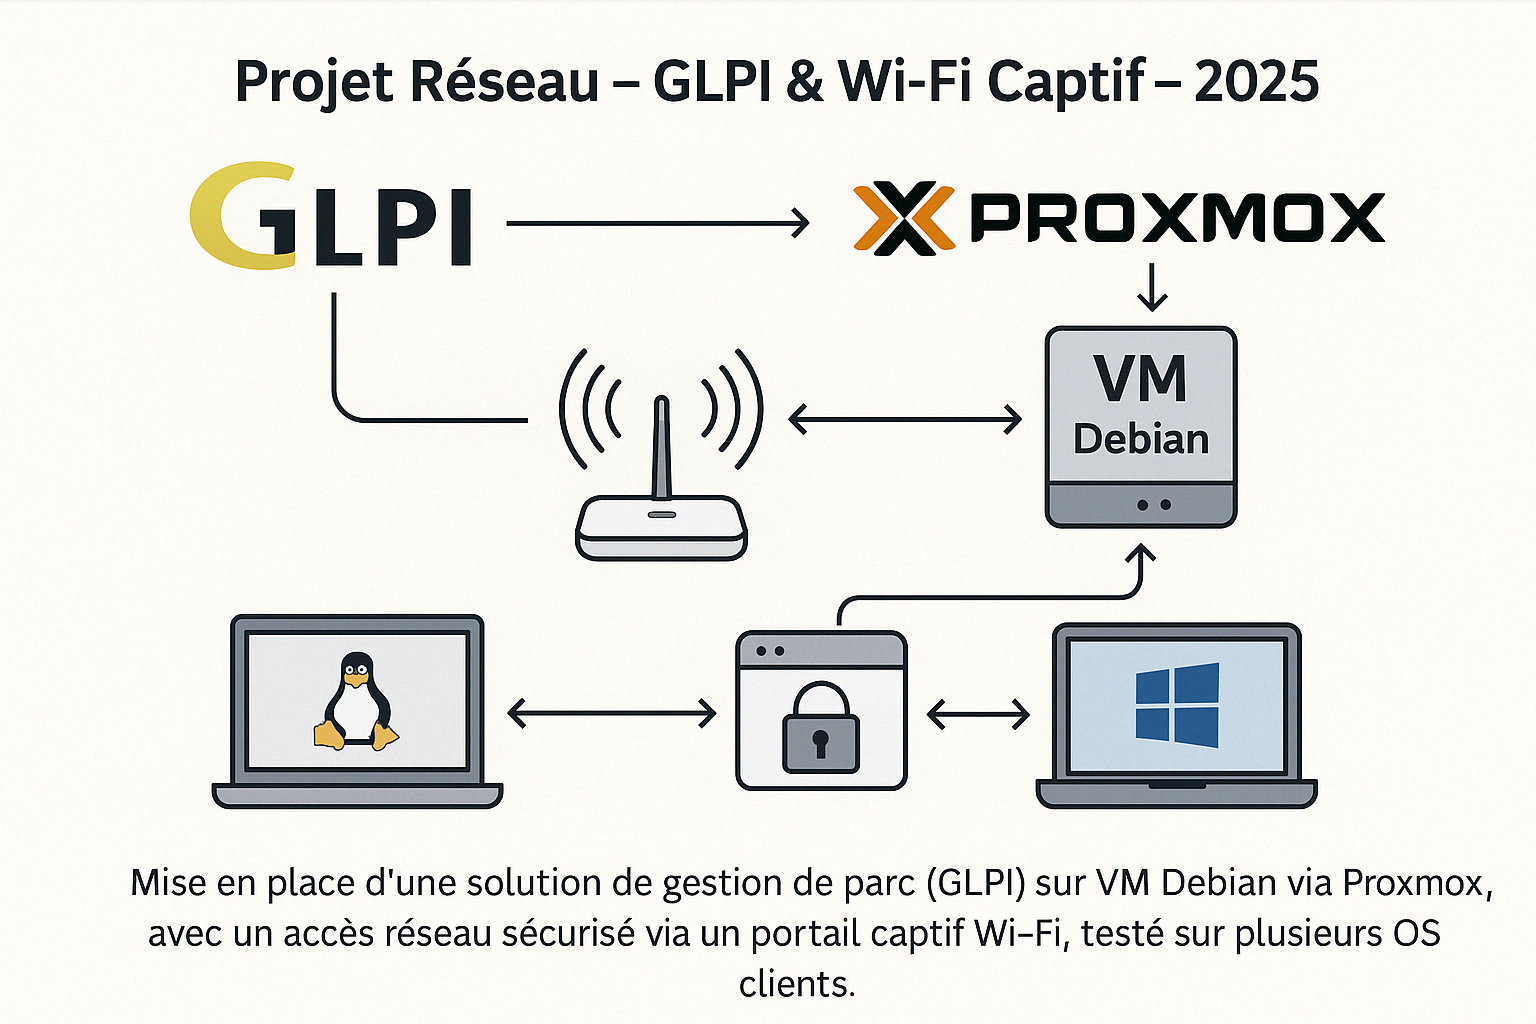 Projet Réseau – GLPI & Wi-Fi Captif – 2025
GLPI
PROXMOX
VM
Debian
Mise en place d'une solution de gestion de parc (GLPI) sur VM Debian via Proxmox,
avec un accès réseau sécurisé via un portail captif Wi–Fi, testé sur plusieurs OS
clients.